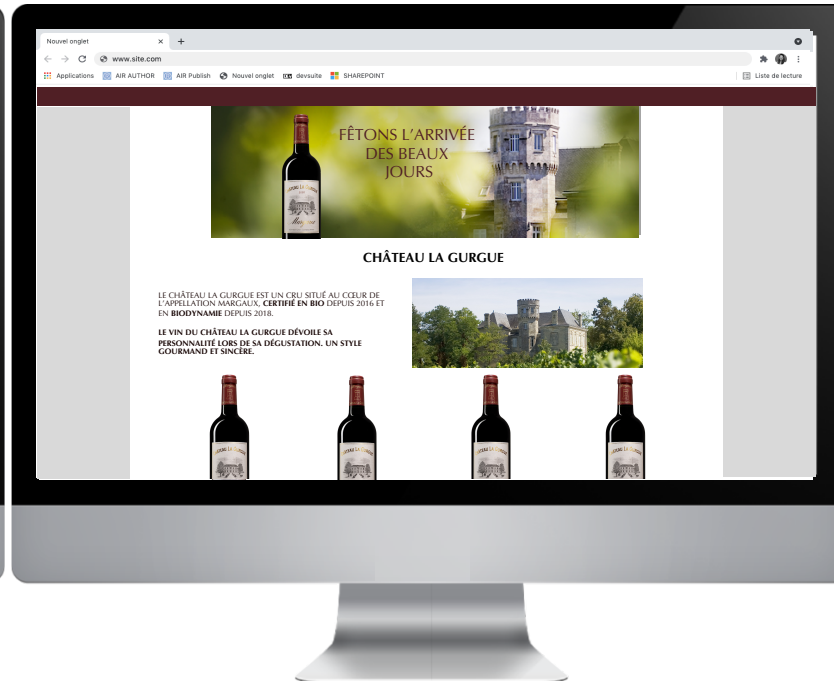 Nouvel onglet
www.site.com
Applications AIR AUTHOR AIR Publish Nouvel onglet devsuite SHAREPOINT Liste de lecture
FÊTONS L'ARRIVÉE
DES BEAUX
JOURS
Margaux
CHÂTEAU LA GURGUE
LE CHÂTEAU LA GURGUE EST UN CRU SITUÉ AU CŒUR DE
L'APPELLATION MARGAUX, CERTIFIÉ EN BIO DEPUIS 2016 ET
EN BIODYNAMIE DEPUIS 2018.
LE VIN DU CHÂTEAU LA GURGUE DÉVOILE SA
PERSONNALITÉ LORS DE SA DÉGUSTATION. UN STYLE
GOURMAND ET SINCÈRE.